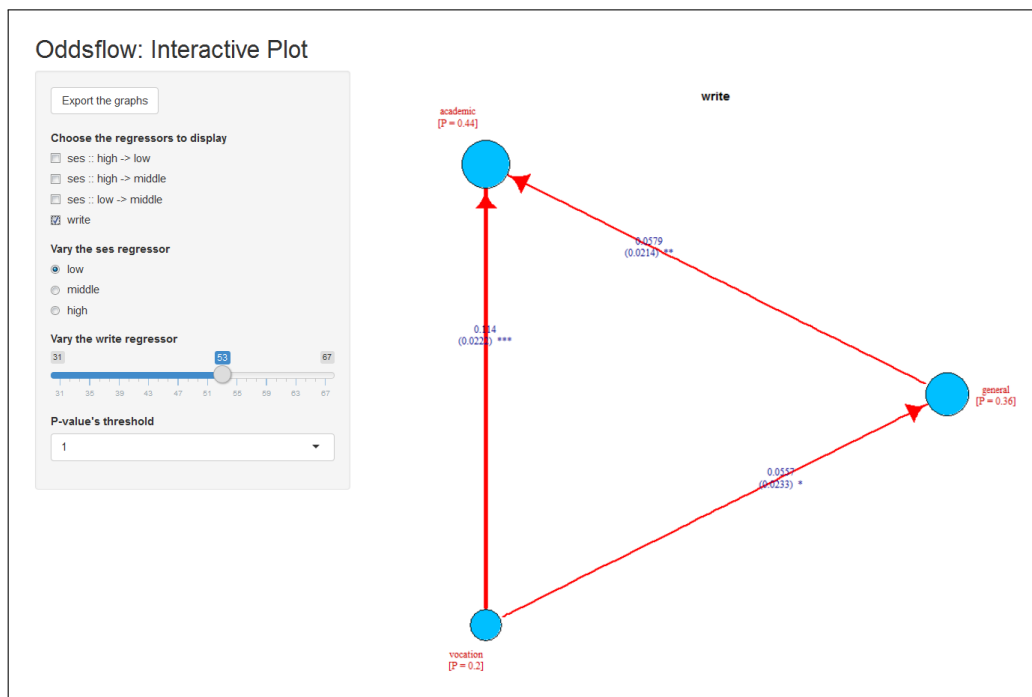 Oddsflow: Interactive Plot
Export the graphs
Choose the regressors to display
ses :: high -> low
ses :: high -> middle
ses :: low -> middle
write
Vary the ses regressor
low
middle
high
Vary the write regressor
31 53 67
31 35 39 43 47 51 55 59 63 67
P-value's threshold
1
write
academic
[P = 0.44]
0.0579
(0.0214) **
0.114
(0.0222) ***
general
[P = 0.36]
0.0557
(0.0233) *
vocation
[P = 0.2]